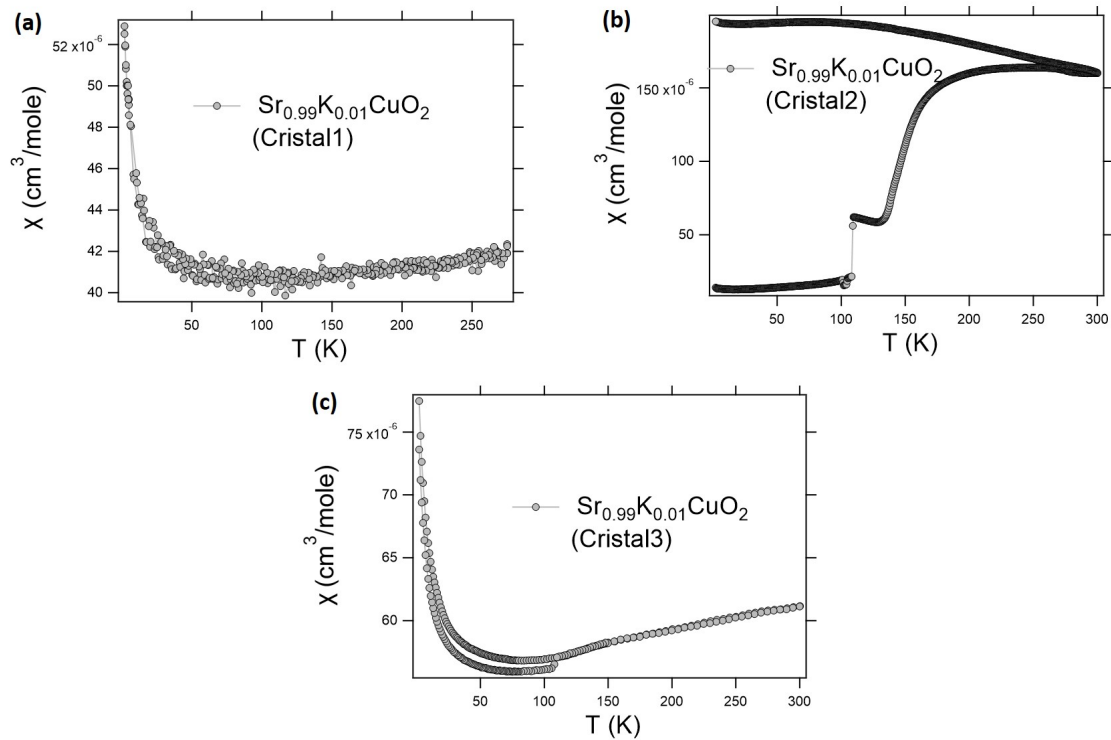 (a)
52 x10⁻⁶
50
48
46
44
42
40
χ (cm³/mole)
Sr₀.₉₉K₀.₀₁CuO₂
(Cristal1)
50 100 150 200 250
T (K)
(b)
150 x10⁻⁶
100
50
χ (cm³/mole)
Sr₀.₉₉K₀.₀₁CuO₂
(Cristal2)
50 100 150 200 250 300
T (K)
(c)
75 x10⁻⁶
70
65
60
χ (cm³/mole)
Sr₀.₉₉K₀.₀₁CuO₂
(Cristal3)
50 100 150 200 250 300
T (K)